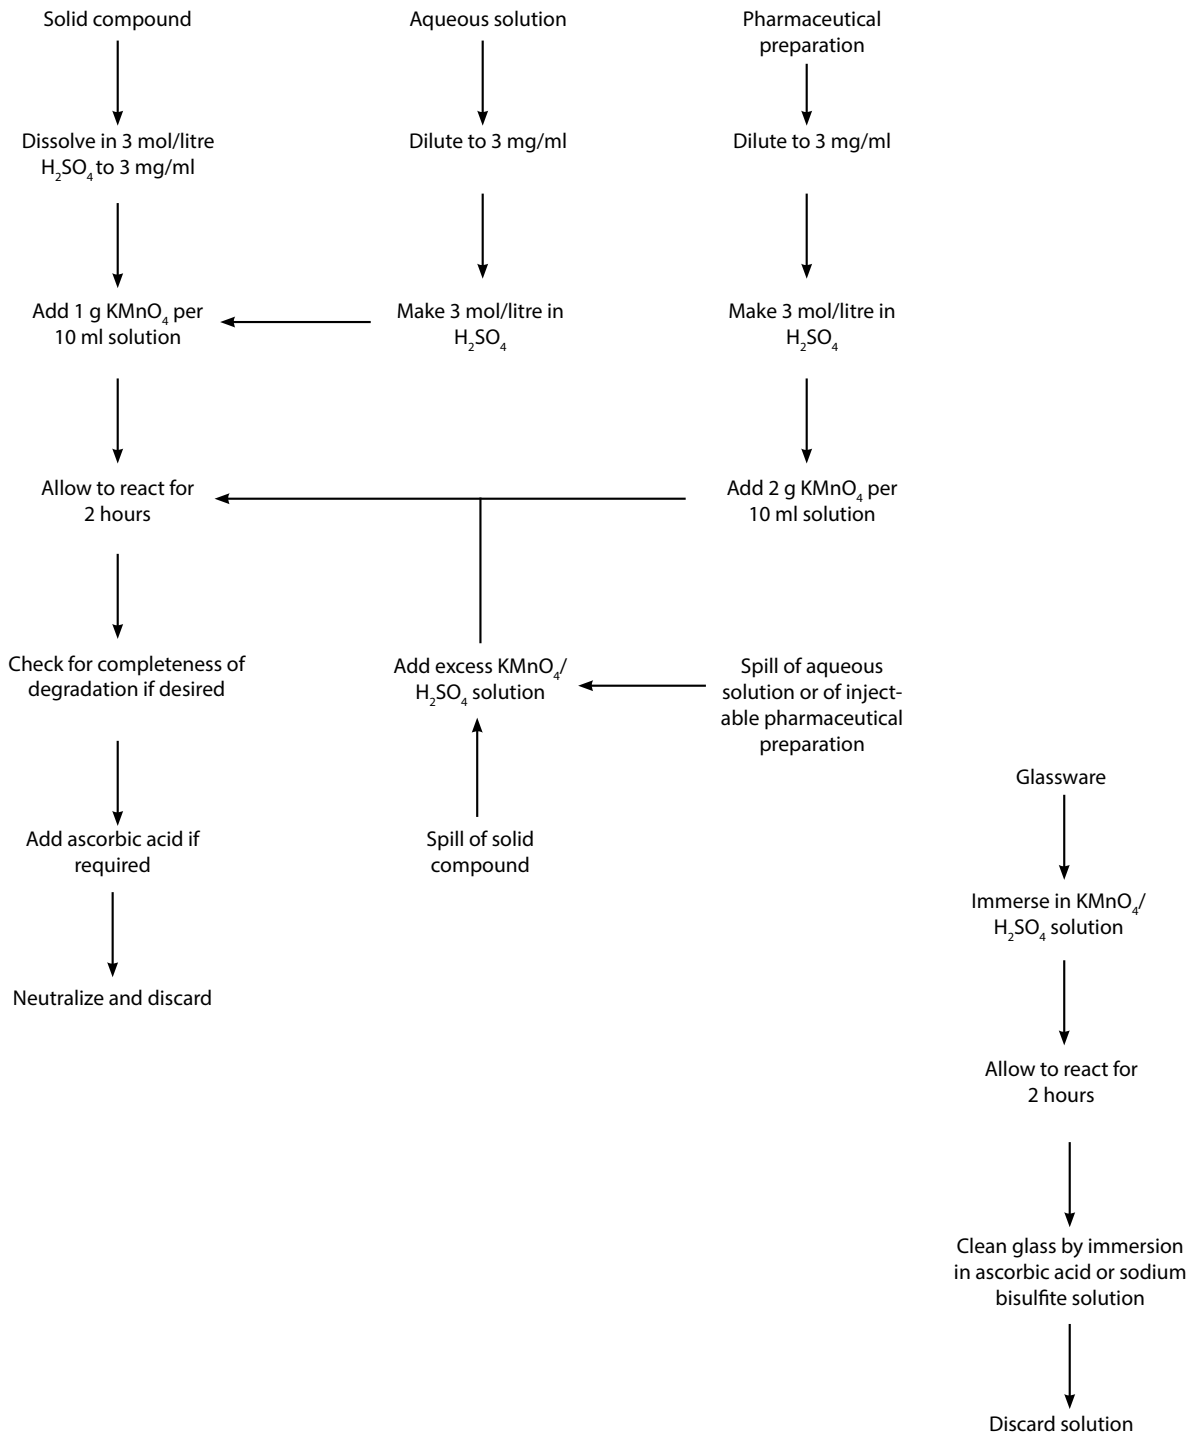 Solid compound
Aqueous solution
Pharmaceutical
preparation
Dissolve in 3 mol/litre
H₂SO₄ to 3 mg/ml
Dilute to 3 mg/ml
Dilute to 3 mg/ml
Add 1 g KMnO₄ per
10 ml solution
Make 3 mol/litre in
H₂SO₄
Make 3 mol/litre in
H₂SO₄
Allow to react for
2 hours
Add 2 g KMnO₄ per
10 ml solution
Check for completeness of
degradation if desired
Add excess KMnO₄/
H₂SO₄ solution
Spill of aqueous
solution or of inject-
able pharmaceutical
preparation
Glassware
Add ascorbic acid if
required
Spill of solid
compound
Immerse in KMnO₄/
H₂SO₄ solution
Neutralize and discard
Allow to react for
2 hours
Clean glass by immersion
in ascorbic acid or sodium
bisulfite solution
Discard solution